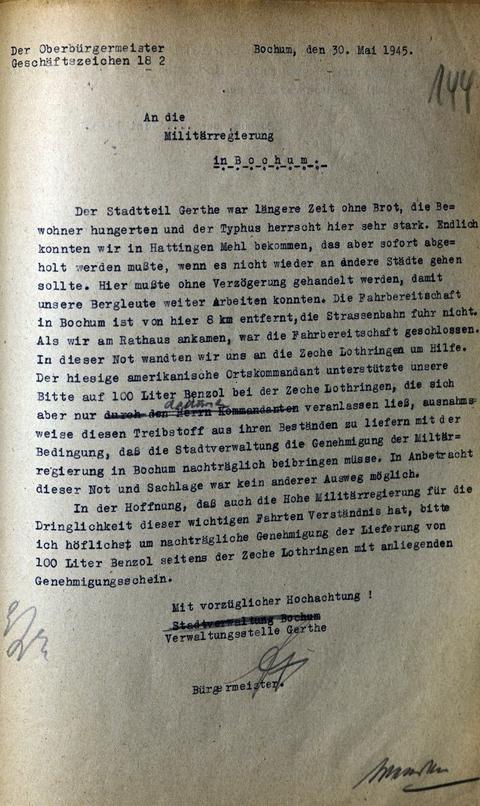 Der Oberbürgermeister
Geschäftszeichen 18 2
Bochum, den 30. Mai 1945.
144
An die
Militärregierung
in Bochum.
Der Stadtteil Gerthe war längere Zeit ohne Brot, die Be=
wohner hungerten und der Typhus herrscht hier sehr stark. Endlich
konnten wir in Hattingen Mehl bekommen, das aber sofort abge=
holt werden mußte, wenn es nicht wieder an andere Städte gehen
sollte. Hier mußte ohne Verzögerung gehandelt werden, damit
unsere Bergleute weiter Arbeiten konnten. Die Fahrbereitschaft
in Bochum ist von hier 8 km entfernt, die Strassenbahn fuhr nicht.
Als wir am Rathaus ankamen, war die Fahrbereitschaft geschlossen.
In dieser Not wandten wir uns an die Zeche Lothringen um Hilfe.
Der hiesige amerikanische Ortskommandant unterstützte unsere
Bitte auf 100 Liter Benzol bei der Zeche Lothringen, die sich
aber nur dadurch durch den Herrn Kommandanten veranlassen ließ, ausnahms=
weise diesen Treibstoff aus ihren Beständen zu liefern mit der
Bedingung, daß die Stadtverwaltung die Genehmigung der Miltär=
regierung in Bochum nachträglich beibringen müsse. In Anbetracht
dieser Not und Sachlage war kein anderer Ausweg möglich.
In der Hoffnung, daß auch die Hohe Militärregierung für die
Dringlichkeit dieser wichtigen Fahrten Verständnis hat, bitte
ich höflichst um nachträgliche Genehmigung der Lieferung von
100 Liter Benzol seitens der Zeche Lothringen mit anliegenden
Genehmigungsschein.
Mit vorzüglicher Hochachtung !
Stadtverwaltung Bochum
Verwaltungsstelle Gerthe
Bürgermeister.
wenden